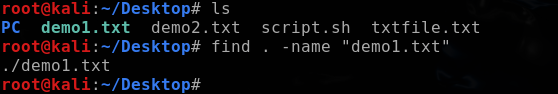 root@kali:~/Desktop# ls
PC  demo1.txt  demo2.txt  script.sh  txtfile.txt
root@kali:~/Desktop# find . -name "demo1.txt"
./demo1.txt
root@kali:~/Desktop#